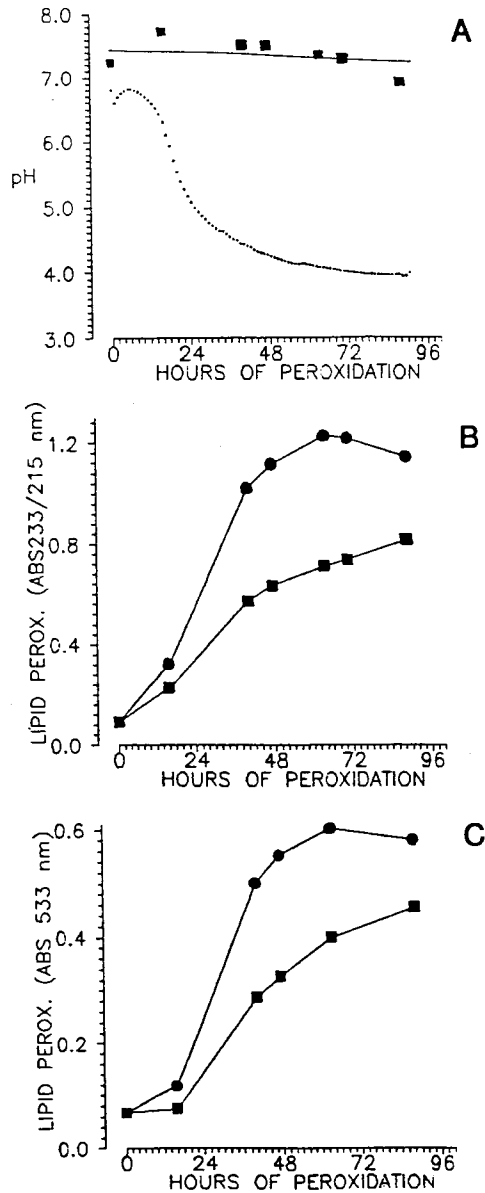 A
8.0
7.0
6.0
pH
5.0
4.0
3.0
0 24 48 72 96
HOURS OF PEROXIDATION
B
LIPID PEROX. (ABS233/215 nm)
1.2
0.8
0.4
0.0
0 24 48 72 96
HOURS OF PEROXIDATION
C
LIPID PEROX. (ABS 533 nm)
0.6
0.4
0.2
0.0
0 24 48 72 96
HOURS OF PEROXIDATION